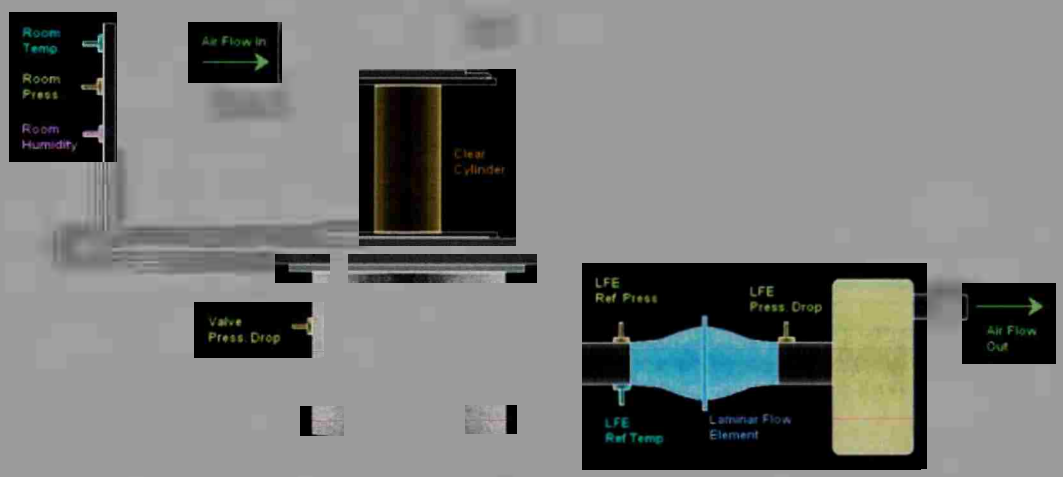 Room
Temp.
Room
Press.
Room
Humidity
Air Flow In
Clear
Cylinder
Valve
Press. Drop
LFE
Ref Press
LFE
Press. Drop
LFE
Ref Temp
Laminar Flow
Element
Air Flow
Out